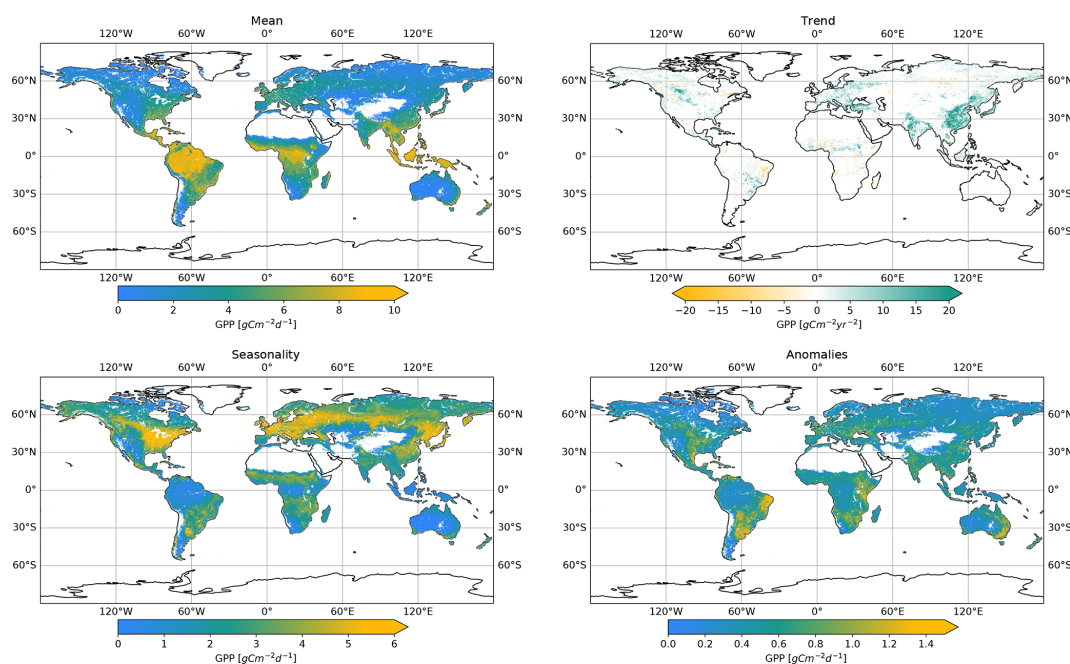 Mean
120°W 60°W 0° 60°E 120°E
60°N 60°N
30°N 30°N
0° 0°
30°S 30°S
60°S 60°S
120°W 60°W 0° 60°E 120°E
0 2 4 6 8 10
GPP [gCm⁻²d⁻¹]
Trend
120°W 60°W 0° 60°E 120°E
60°N 60°N
30°N 30°N
0° 0°
30°S 30°S
60°S 60°S
60°W 0° 60°E 120°E
−20 −15 −10 −5 0 5 10 15 20
GPP [gCm⁻²yr⁻²]
Seasonality
120°W 60°W 0° 60°E 120°E
60°N 60°N
30°N 30°N
0° 0°
30°S 30°S
60°S 60°S
120°W 60°W 0° 60°E 120°E
0 1 2 3 4 5 6
GPP [gCm⁻²d⁻¹]
Anomalies
120°W 60°W 0° 60°E 120°E
60°N 60°N
30°N 30°N
0° 0°
30°S 30°S
60°S 60°S
120°W 60°W 0° 60°E 120°E
0.0 0.2 0.4 0.6 0.8 1.0 1.2 1.4
GPP [gCm⁻²d⁻¹]